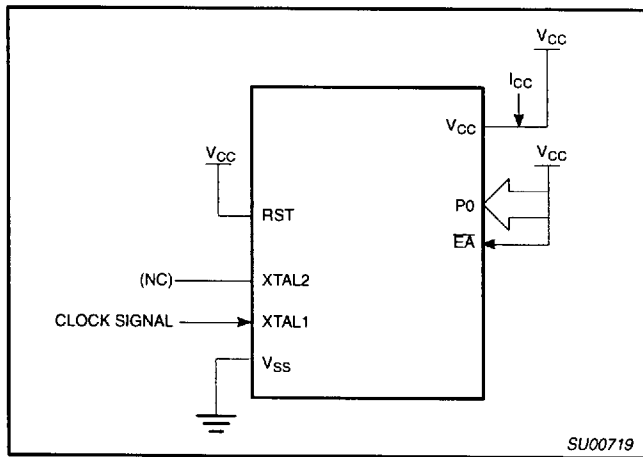 VCC
ICC
VCC
VCC
VCC
P0
RST
EA
(NC)
XTAL2
CLOCK SIGNAL
XTAL1
VSS
SU00719